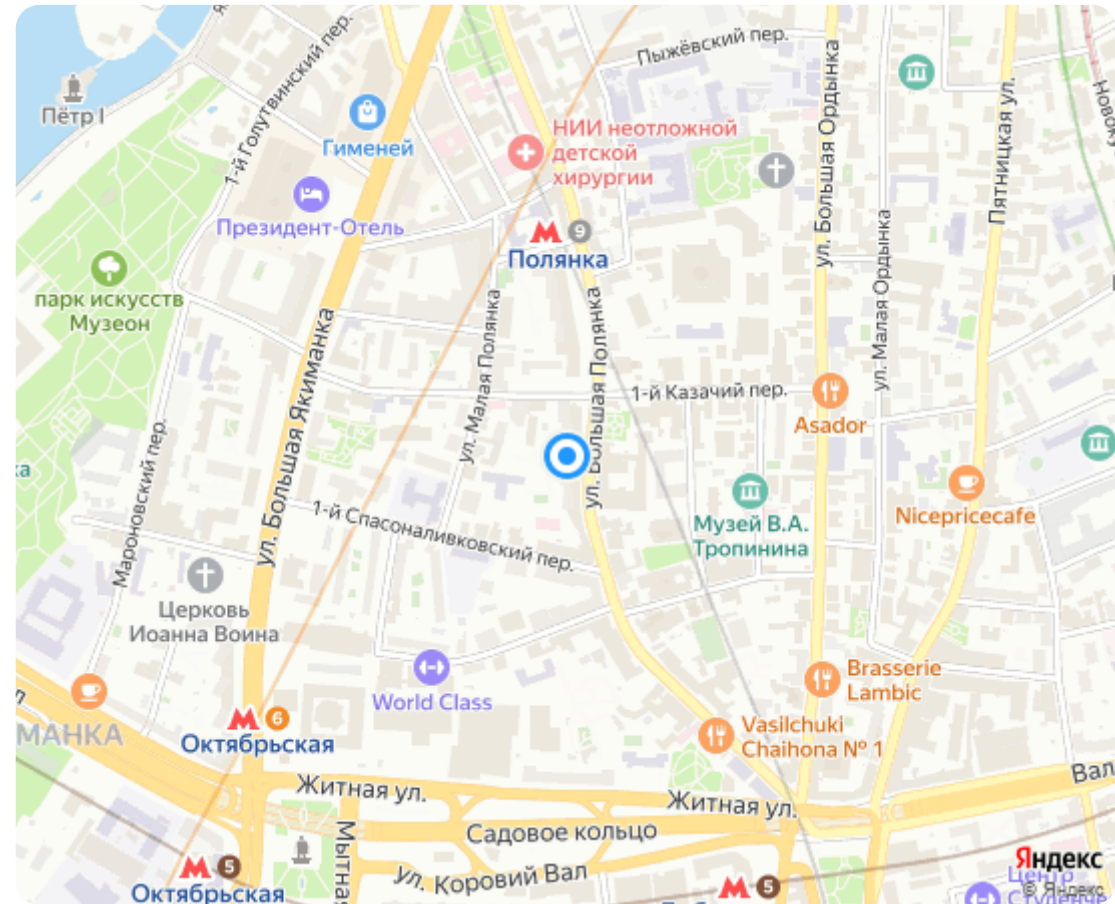 Пыжёвский пер.
ул. Большая Ордынка
Пётр I
1-й Голутвинский пер.
Гименей
НИИ неотложной
детской
хирургии
Пятницкая ул.
Президент-Отель
9
Полянка
ул. Малая Ордынка
парк искусств
Музеон
ул. Малая Полянка
ул. Большая Полянка
ул. Большая Якиманка
1-й Казачий пер.
Asador
Мароновский пер.
Музей В.А.
Тропинина
Nicepricecafe
1-й Спасоналивковский пер.
Церковь
Иоанна Воина
World Class
Brasserie
Lambic
6
Октябрьская
Vasilchuki
Chaihona № 1
МАНКА
Житная ул.
Житная ул.
Вал
Садовое кольцо
Мытная
ул. Коровий Вал
5
Октябрьская
5
Яндекс
© Яндекс